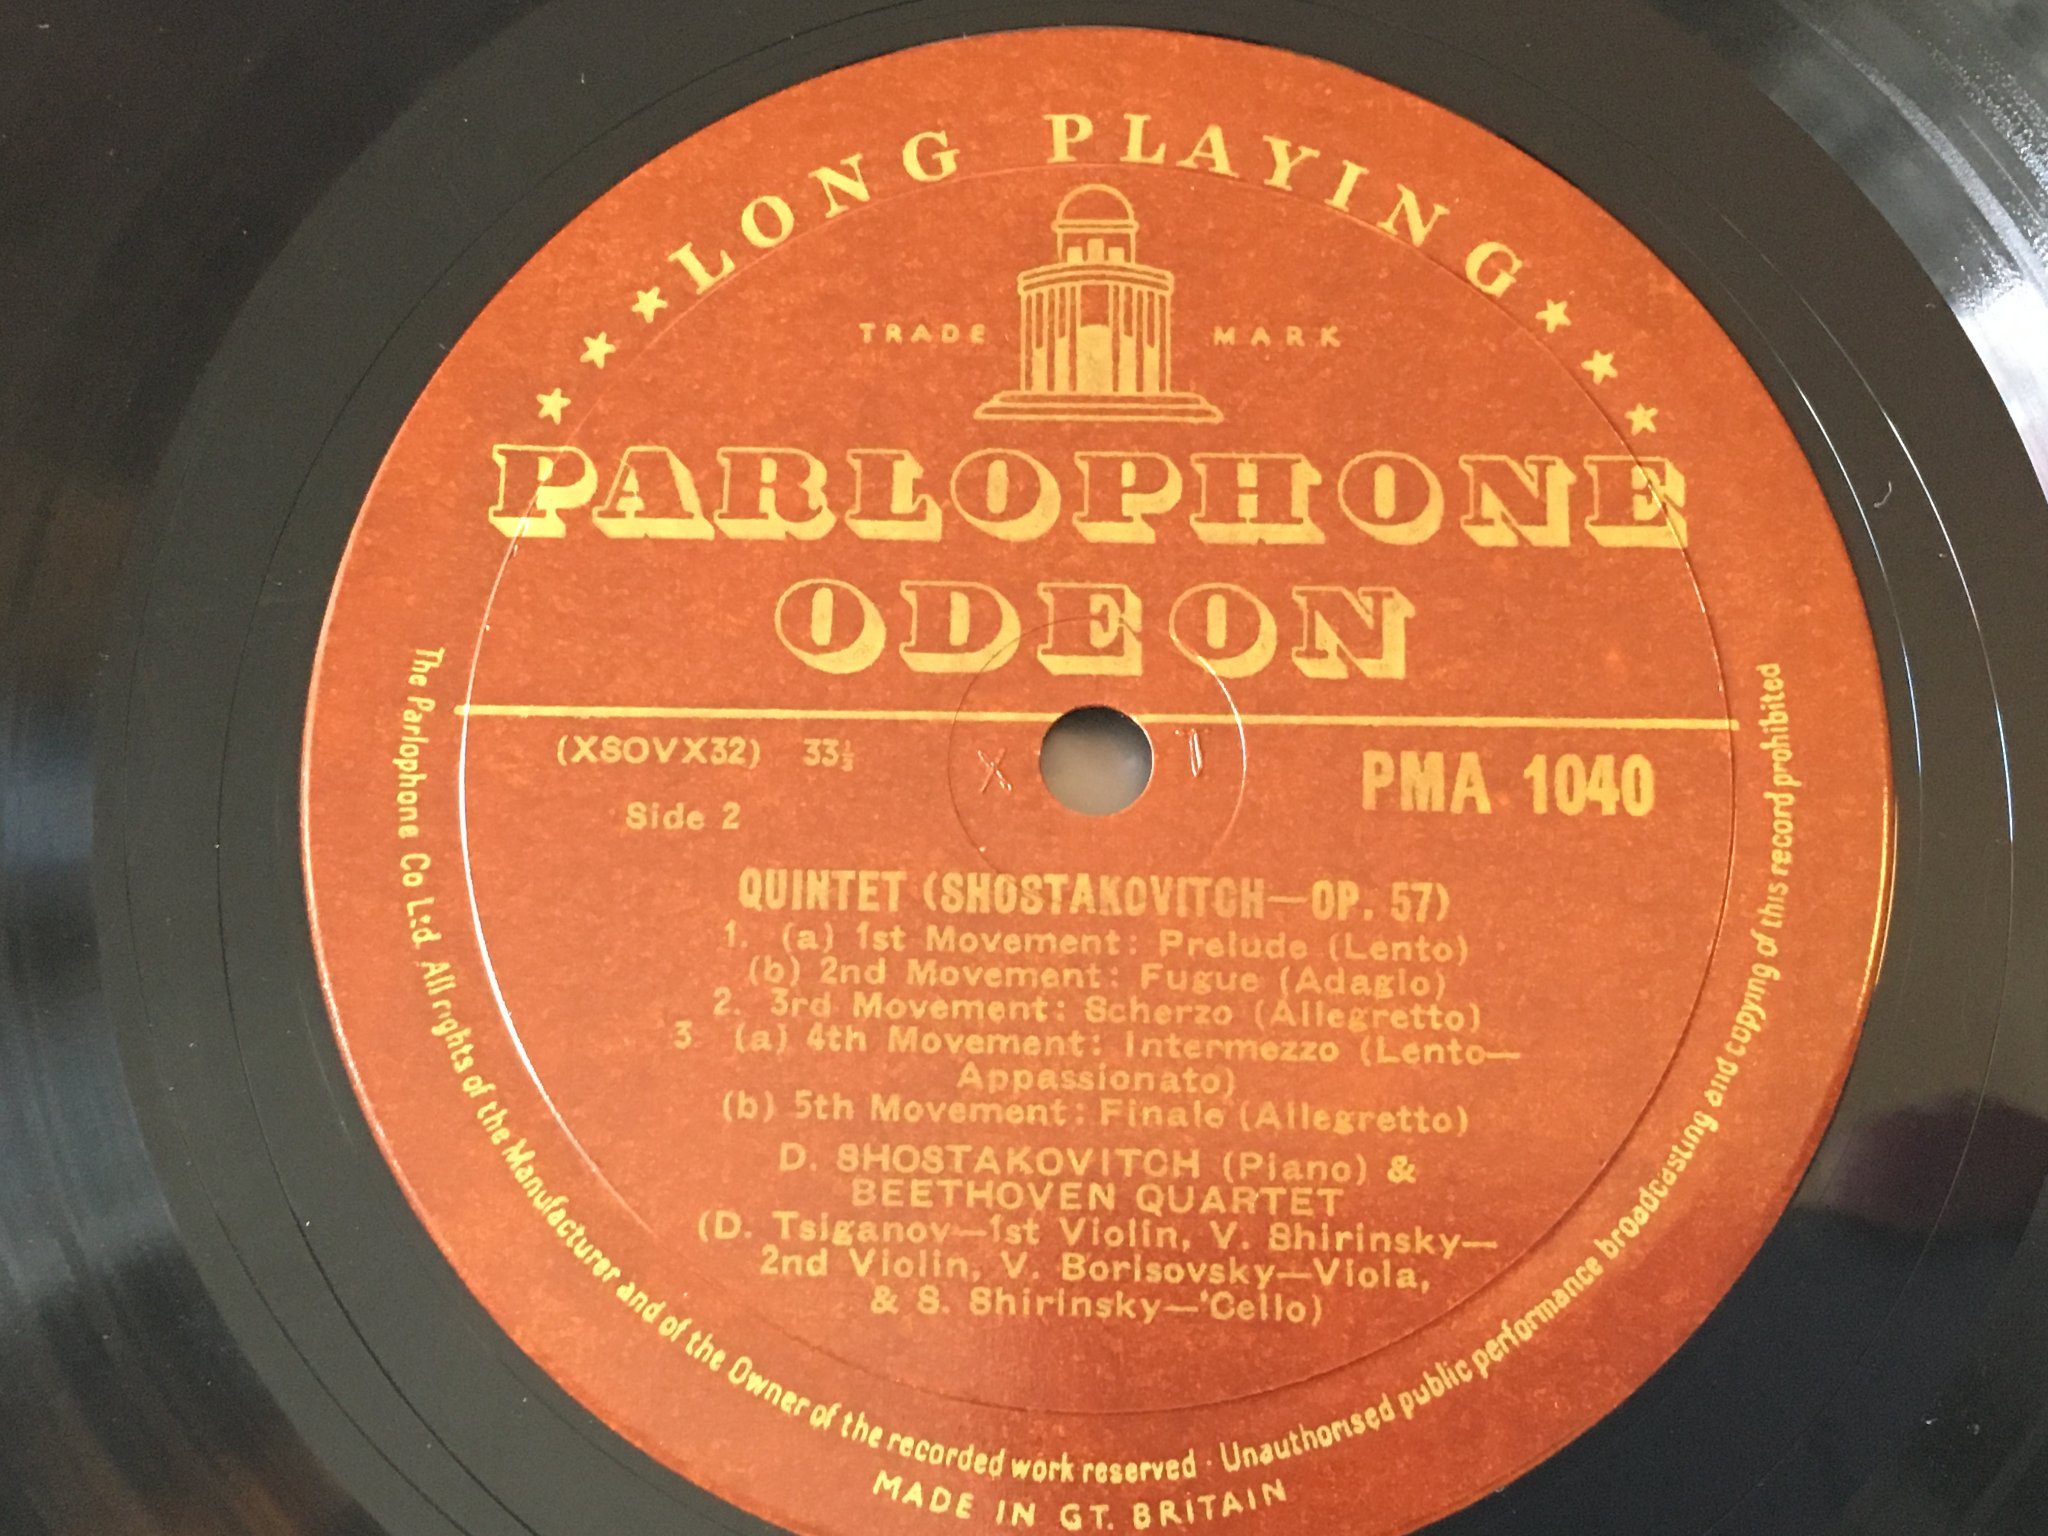 ★ ★ ★ LONG PLAYING ★ ★ ★
TRADE MARK
PARLOPHONE
ODEON
(XSOVX32) 33⅓
PMA 1040
X T
Side 2
QUINTET (SHOSTAKOVITCH—OP. 57)
1. (a) 1st Movement: Prelude (Lento)
(b) 2nd Movement: Fugue (Adagio)
2. 3rd Movement: Scherzo (Allegretto)
3 (a) 4th Movement: Intermezzo (Lento—
Appassionato)
(b) 5th Movement: Finale (Allegretto)
D. SHOSTAKOVITCH (Piano) &
BEETHOVEN QUARTET
(D. Tsiganov—1st Violin, V. Shirinsky—
2nd Violin, V. Borisovsky—Viola,
& S. Shirinsky—'Cello)
The Parlophone Co Ltd. All rights of the Manufacturer and of the Owner of the recorded work reserved · Unauthorised public performance broadcasting and copying of this record prohibited
MADE IN GT. BRITAIN